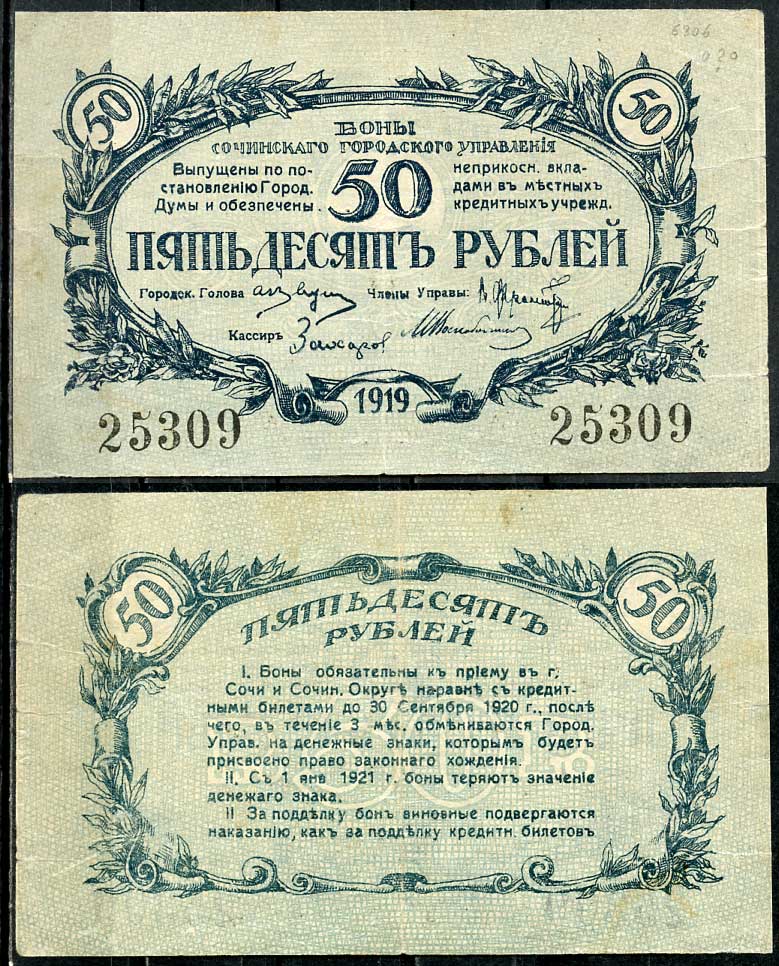 6806
50
50
БОНЫ
СОЧИНСКАГО ГОРОДСКОГО УПРАВЛЕНІЯ
Выпущены по по-
становленію Город.
Думы и обезпечены.
50
неприкосн. вкла-
дами въ мѣстныхъ
кредитныхъ учрежд.
ПЯТЬДЕСЯТЪ РУБЛЕЙ
Городск. Голова
Члены Управы:
Кассиръ
Захаров
1919
25309
25309
50
50
ПЯТЬДЕСЯТЪ
РУБЛЕЙ
I. Боны обязательны къ пріему въ г.
Сочи и Сочин. Округѣ наравнѣ съ кредит-
ными билетами до 30 Сентября 1920 г., послѣ
чего, въ теченіе 3 мѣс. обмѣниваются Город.
Управ. на денежные знаки, которымъ будетъ
присвоено право законнаго хожденія.
II. Съ 1 янв 1921 г. боны теряютъ значеніе
денежаго знака.
II За поддѣлку бонъ виновные подвергаются
наказанію, какъ за поддѣлку кредитн. билетовъ